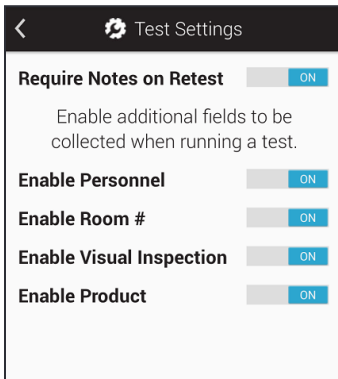 Test Settings
Require Notes on Retest ON
Enable additional fields to be
collected when running a test.
Enable Personnel ON
Enable Room # ON
Enable Visual Inspection ON
Enable Product ON